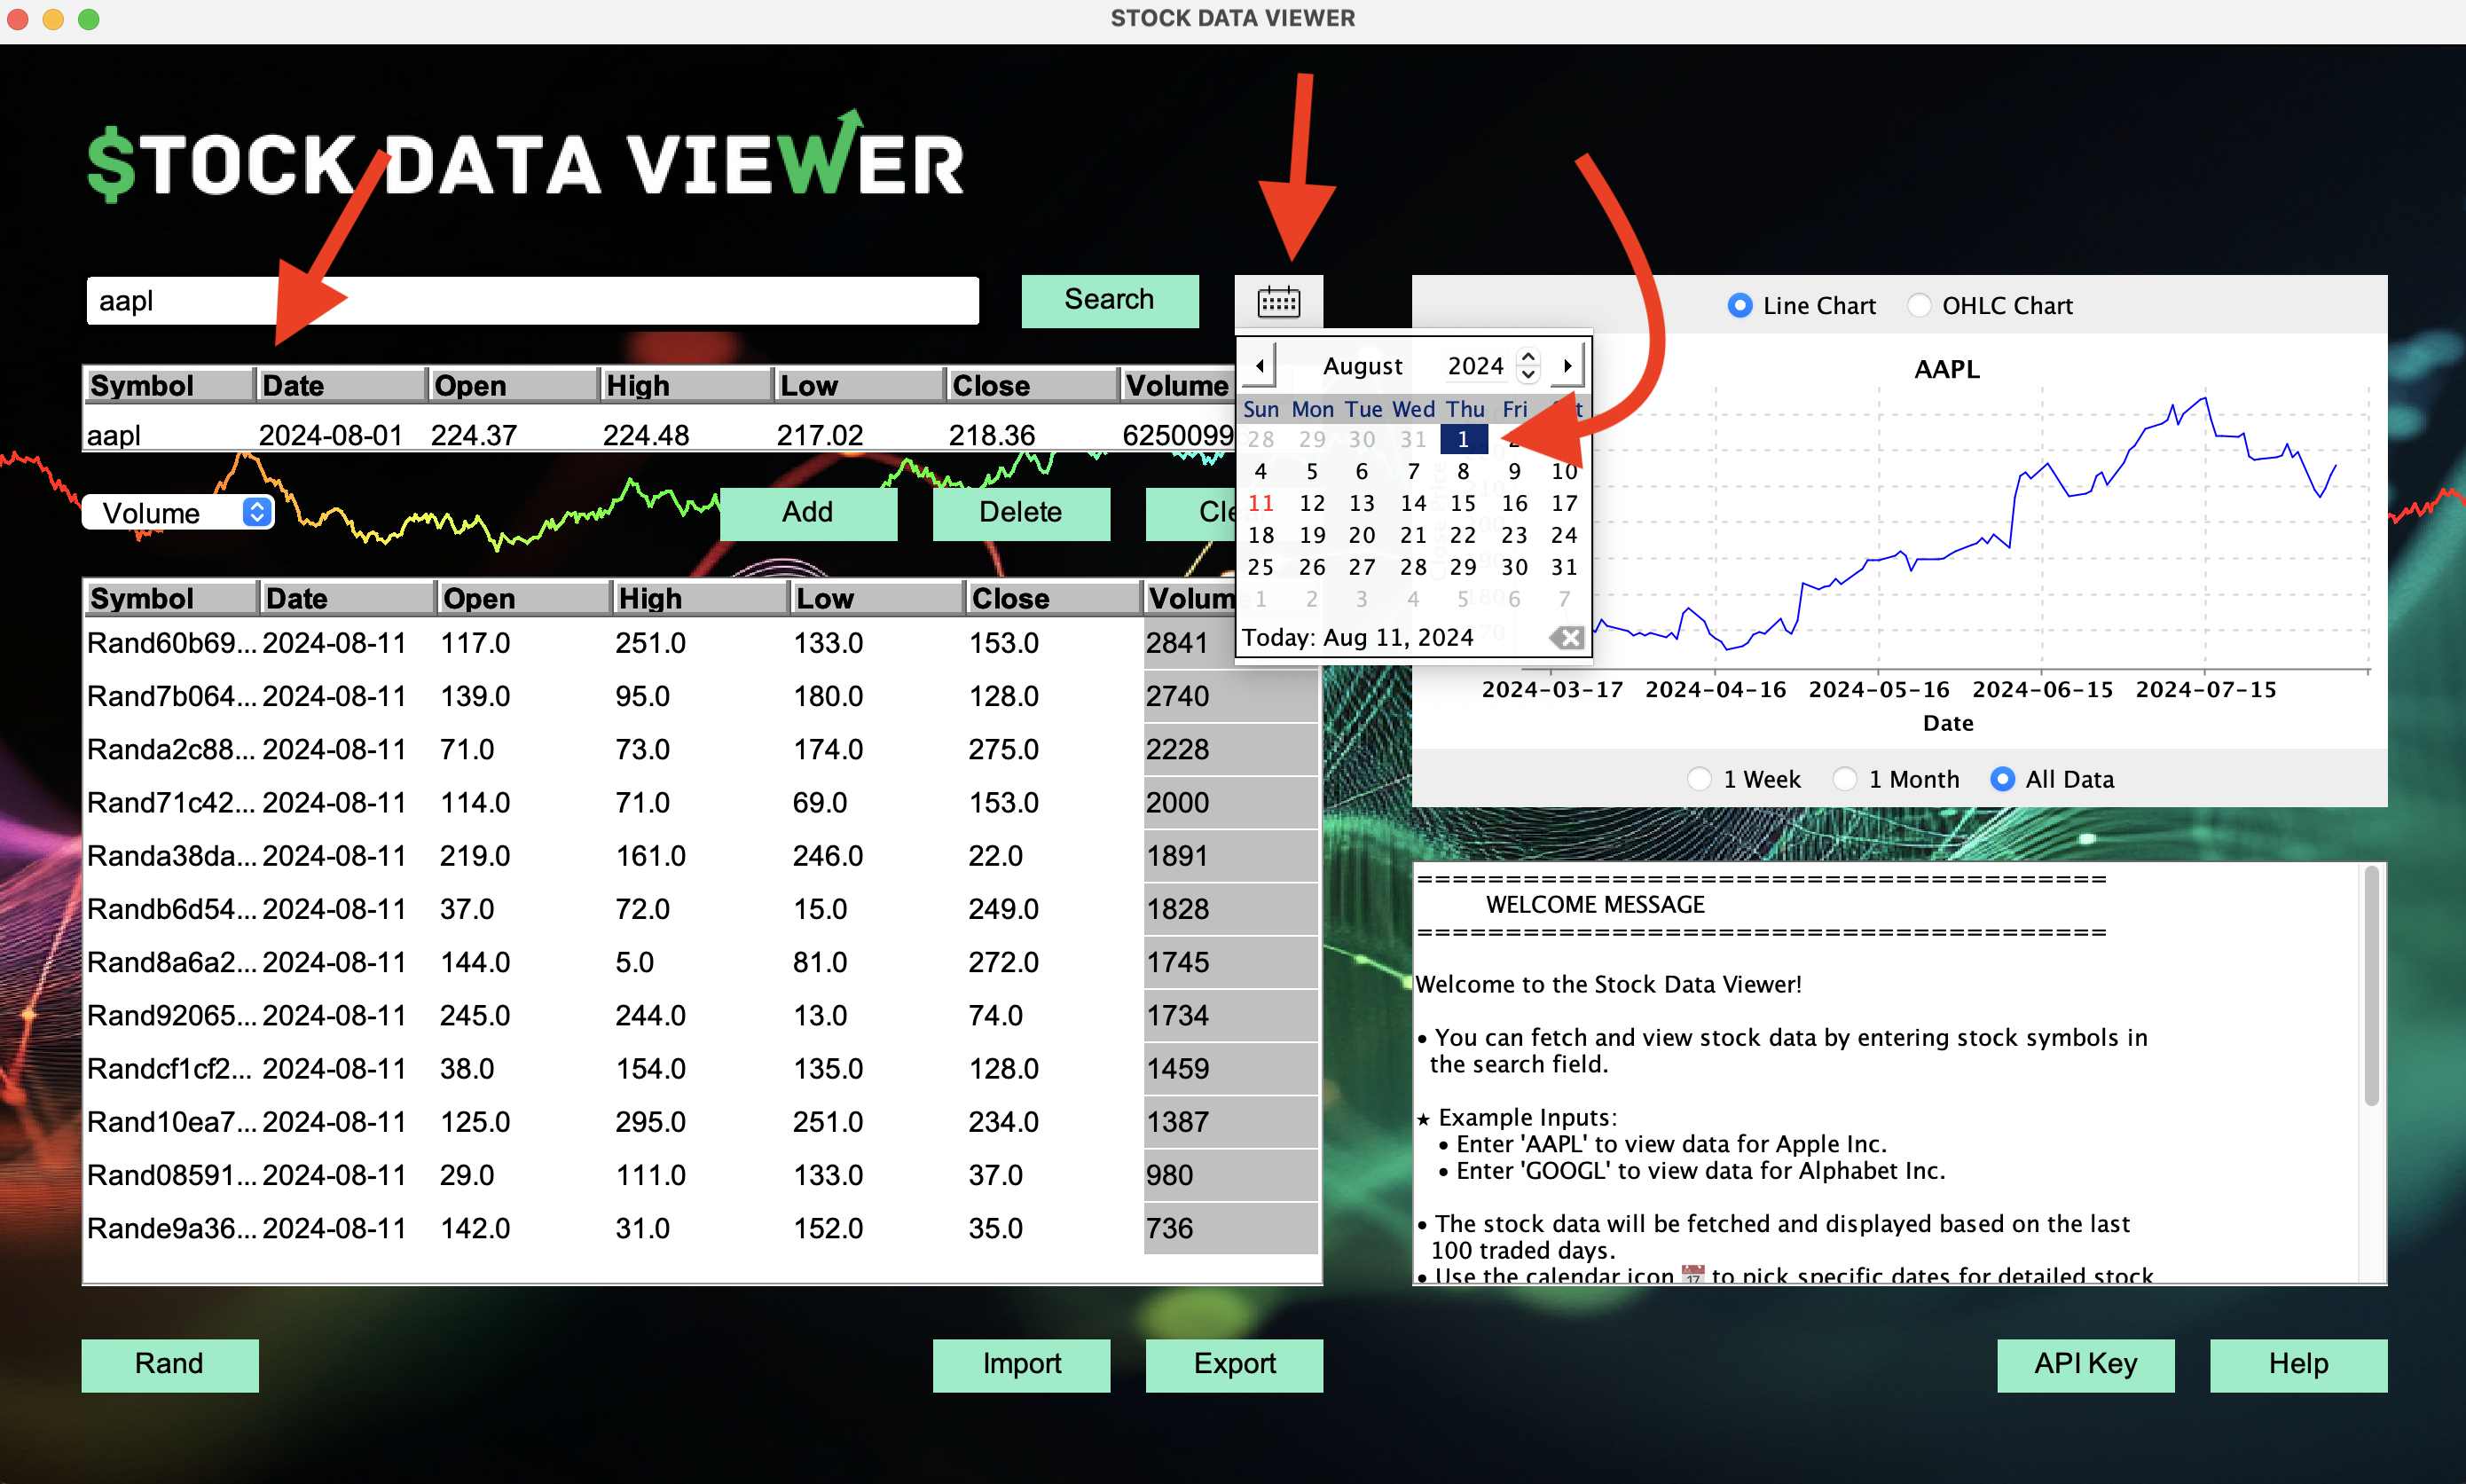 STOCK DATA VIEWER
$TOCK DATA VIEWER
aapl
Search
Symbol Date Open High Low Close Volume
aapl 2024-08-01 224.37 224.48 217.02 218.36 6250099
Volume
Add
Delete
Symbol Date Open High Low Close Volum
Rand60b69... 2024-08-11 117.0 251.0 133.0 153.0 2841
Rand7b064... 2024-08-11 139.0 95.0 180.0 128.0 2740
Randa2c88... 2024-08-11 71.0 73.0 174.0 275.0 2228
Rand71c42... 2024-08-11 114.0 71.0 69.0 153.0 2000
Randa38da... 2024-08-11 219.0 161.0 246.0 22.0 1891
Randb6d54... 2024-08-11 37.0 72.0 15.0 249.0 1828
Rand8a6a2... 2024-08-11 144.0 5.0 81.0 272.0 1745
Rand92065... 2024-08-11 245.0 244.0 13.0 74.0 1734
Randcf1cf2... 2024-08-11 38.0 154.0 135.0 128.0 1459
Rand10ea7... 2024-08-11 125.0 295.0 251.0 234.0 1387
Rand08591... 2024-08-11 29.0 111.0 133.0 37.0 980
Rande9a36... 2024-08-11 142.0 31.0 152.0 35.0 736
Rand
Import
Export
August 2024
Sun Mon Tue Wed Thu Fri
28 29 30 31 1
4 5 6 7 8 9 10
11 12 13 14 15 16 17
18 19 20 21 22 23 24
25 26 27 28 29 30 31
1 2 3 4 5 6 7
Today: Aug 11, 2024
Line Chart OHLC Chart
AAPL
2024-03-17 2024-04-16 2024-05-16 2024-06-15 2024-07-15
Date
1 Week 1 Month All Data
=======================================
WELCOME MESSAGE
=======================================
Welcome to the Stock Data Viewer!
• You can fetch and view stock data by entering stock symbols in
the search field.
★ Example Inputs:
• Enter 'AAPL' to view data for Apple Inc.
• Enter 'GOOGL' to view data for Alphabet Inc.
• The stock data will be fetched and displayed based on the last
100 traded days.
• Use the calendar icon 📅 to pick specific dates for detailed stock
API Key
Help